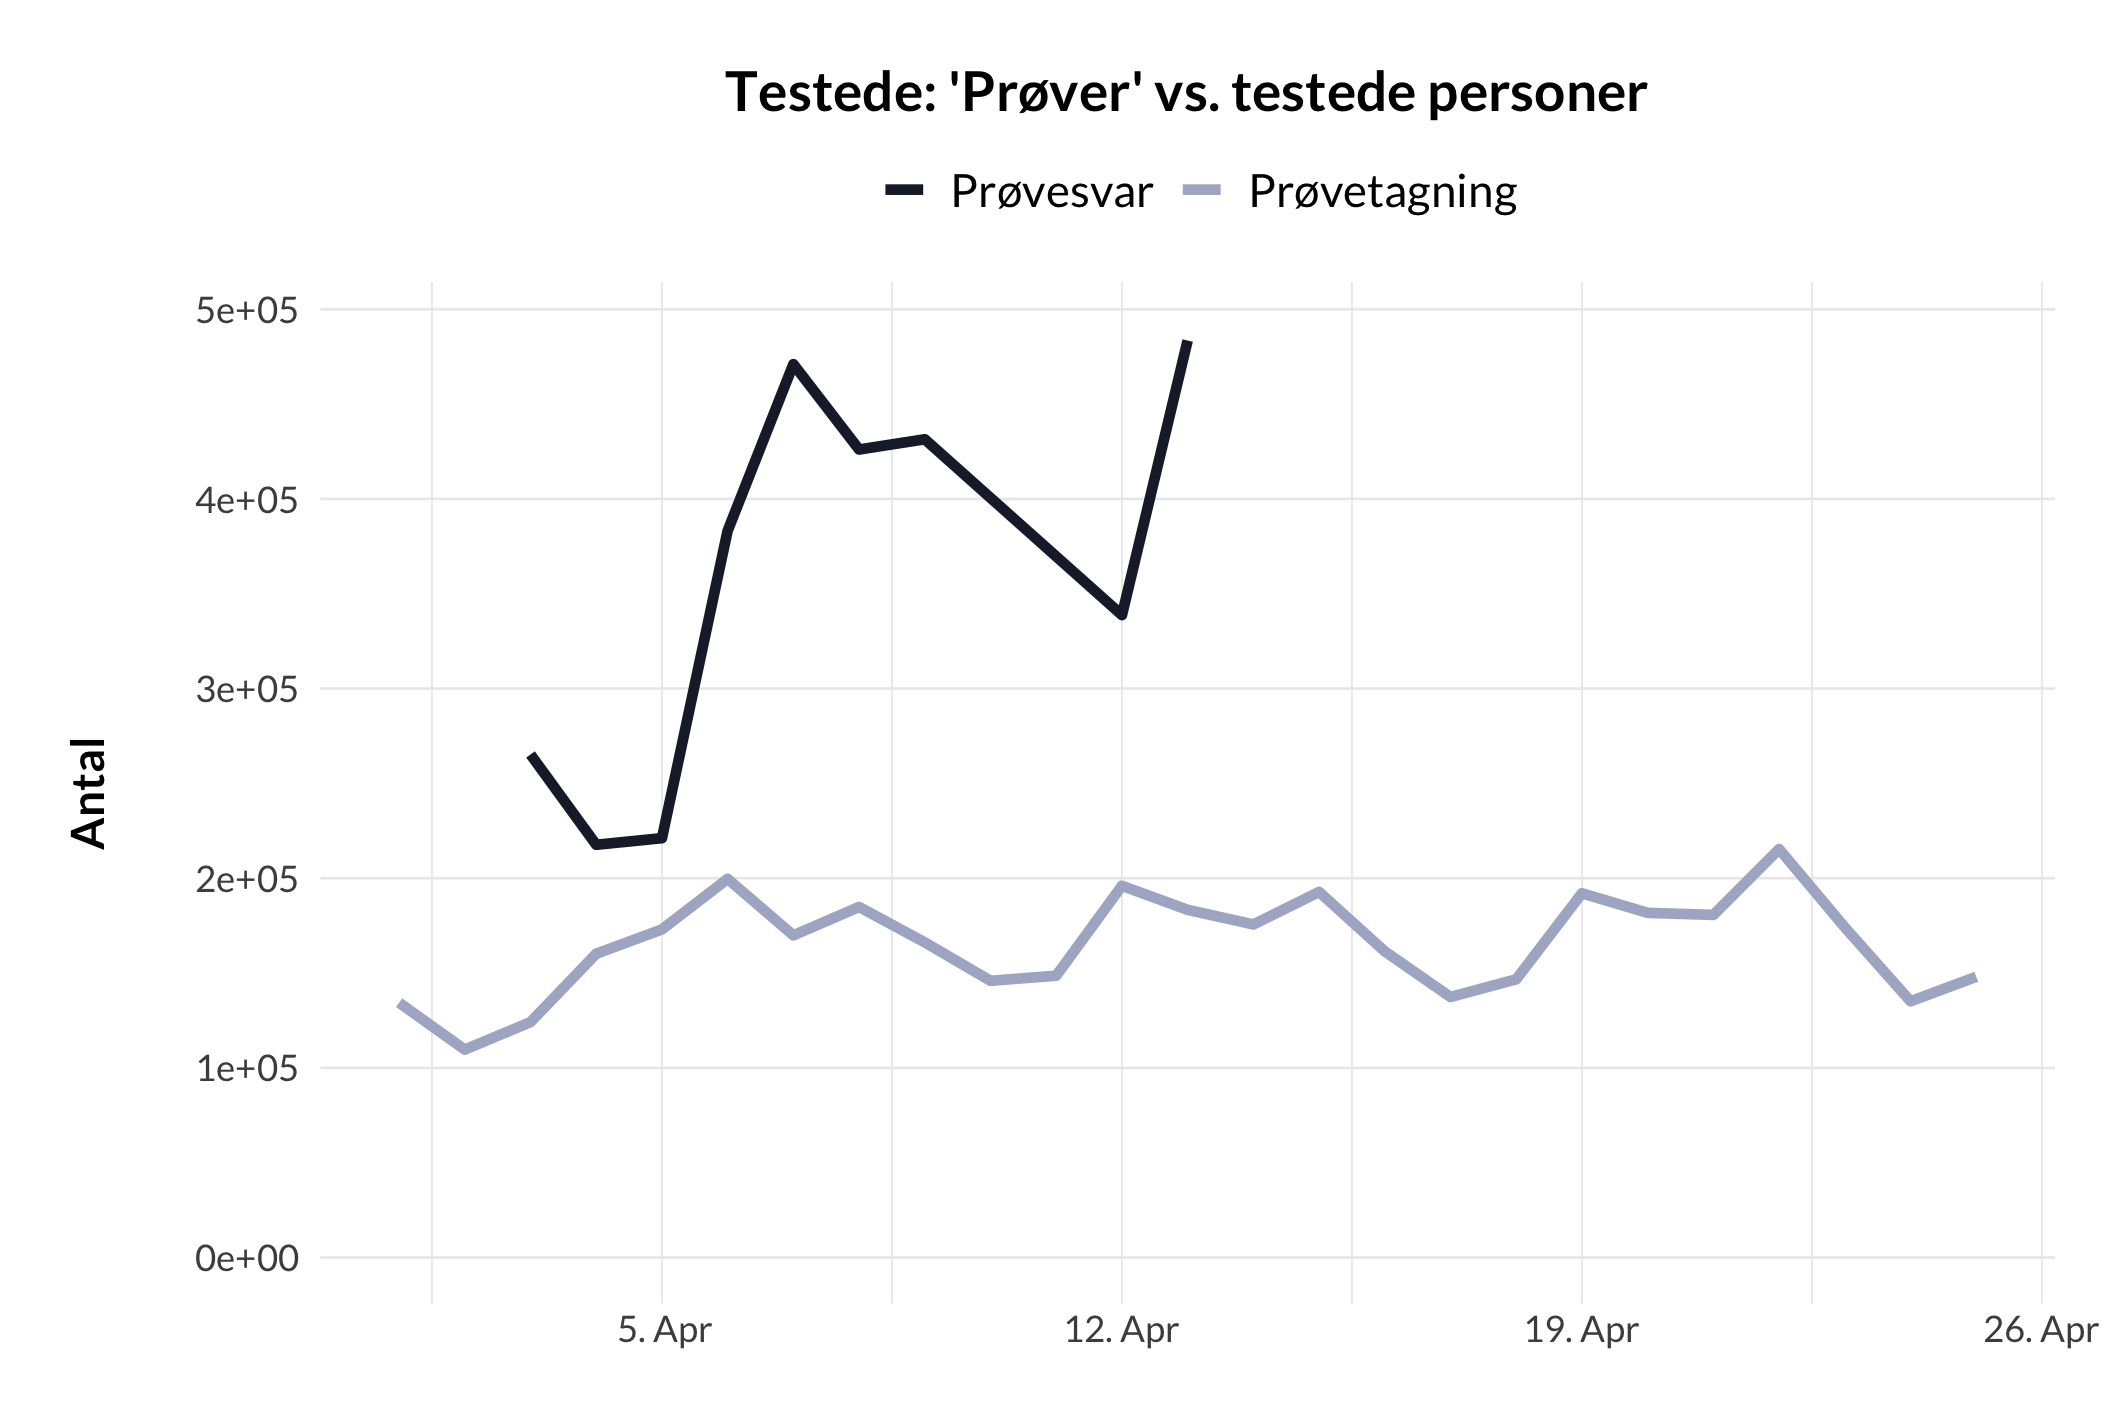 Testede: 'Prøver' vs. testede personer
Prøvesvar Prøvetagning
5e+05
4e+05
3e+05
2e+05
1e+05
0e+00
Antal
5. Apr 12. Apr 19. Apr 26. Apr